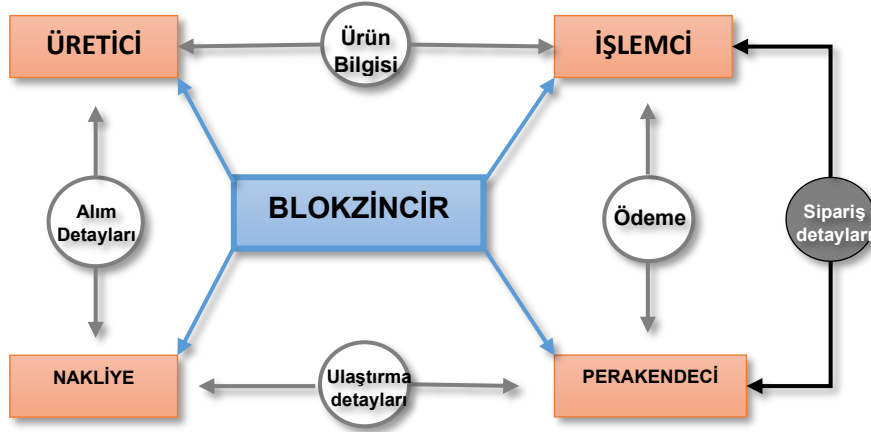 ÜRETİCİ
Ürün
Bilgisi
İŞLEMCİ
Alım
Detayları
BLOKZİNCİR
Ödeme
Sipariş
detayları
NAKLİYE
Ulaştırma
detayları
PERAKENDECİ